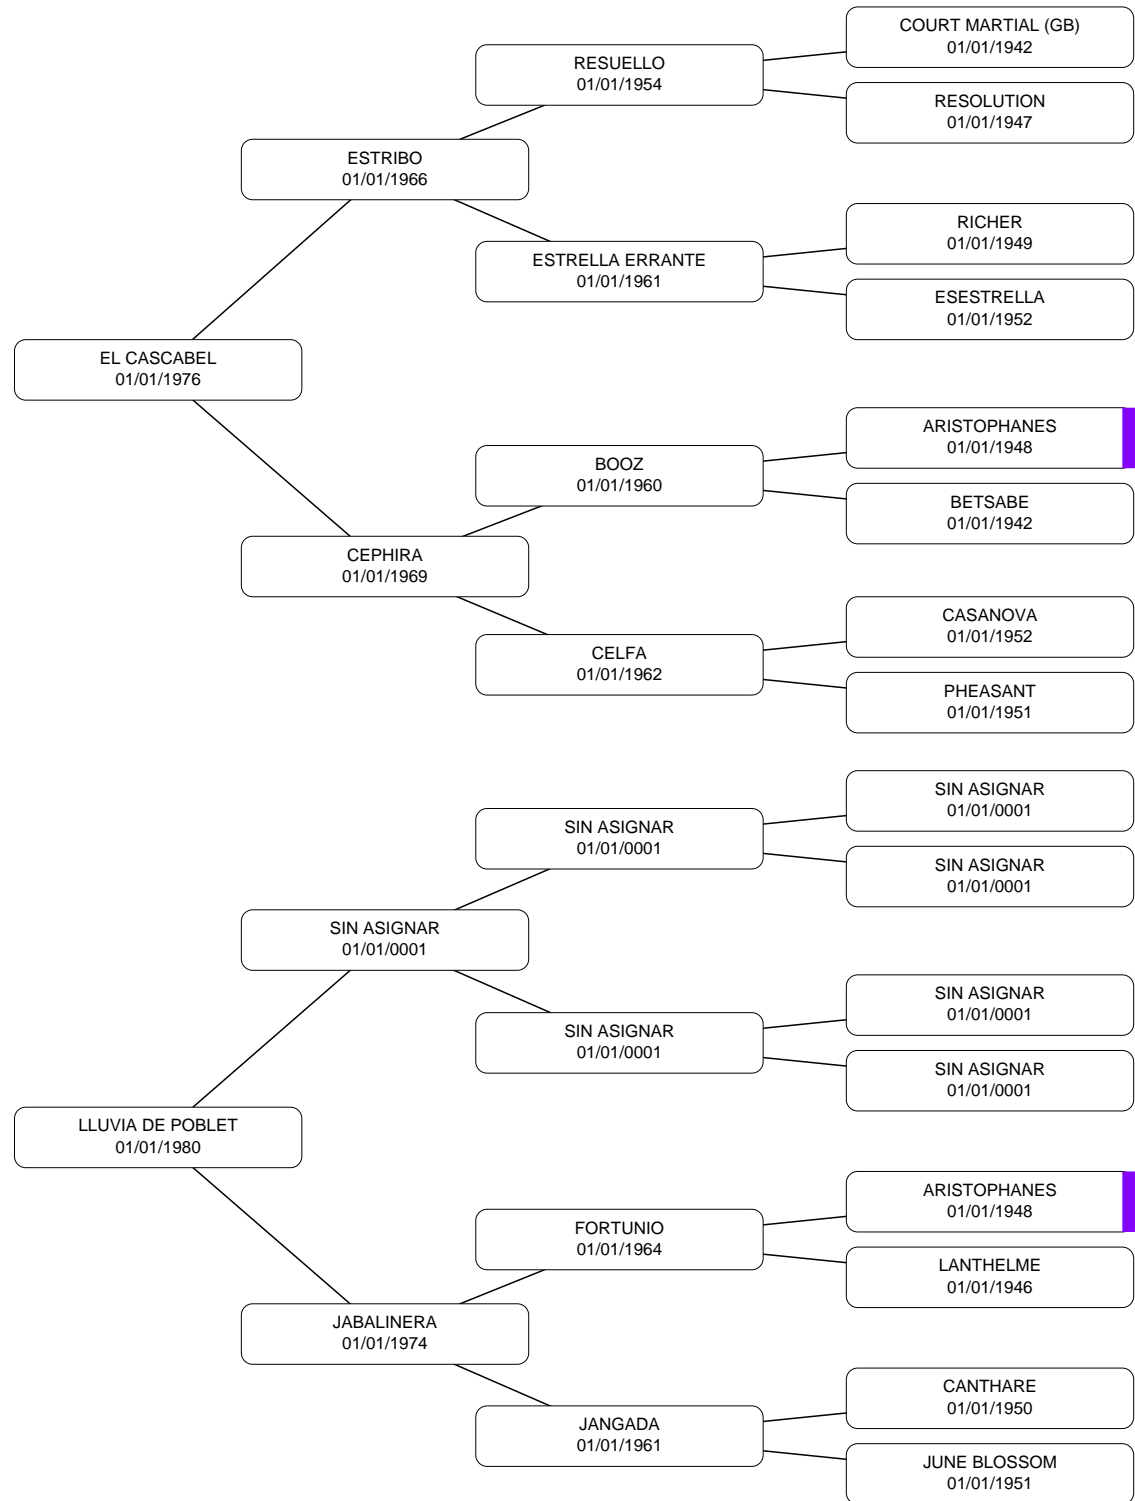 COURT MARTIAL (GB)
01/01/1942
RESUELLO
01/01/1954
RESOLUTION
01/01/1947
ESTRIBO
01/01/1966
RICHER
01/01/1949
ESTRELLA ERRANTE
01/01/1961
ESESTRELLA
01/01/1952
EL CASCABEL
01/01/1976
ARISTOPHANES
01/01/1948
BOOZ
01/01/1960
BETSABE
01/01/1942
CEPHIRA
01/01/1969
CASANOVA
01/01/1952
CELFA
01/01/1962
PHEASANT
01/01/1951
SIN ASIGNAR
01/01/0001
SIN ASIGNAR
01/01/0001
SIN ASIGNAR
01/01/0001
SIN ASIGNAR
01/01/0001
SIN ASIGNAR
01/01/0001
SIN ASIGNAR
01/01/0001
SIN ASIGNAR
01/01/0001
LLUVIA DE POBLET
01/01/1980
ARISTOPHANES
01/01/1948
FORTUNIO
01/01/1964
LANTHELME
01/01/1946
JABALINERA
01/01/1974
CANTHARE
01/01/1950
JANGADA
01/01/1961
JUNE BLOSSOM
01/01/1951